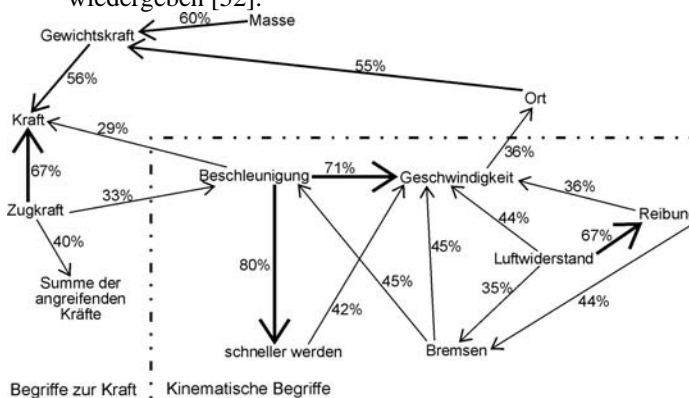 wiedergeben [52].
60% Masse
Gewichtskraft
55%
56%
Ort
Kraft
29%
36%
Beschleunigung 71% Geschwindigkeit
67%
33%
36%
Zugkraft
44%
Reibun
40%
45%
67%
Luftwiderstand
Summe der
angreifenden
Kräfte
80%
45%
35%
44%
42%
schneller werden
Bremsen
Begriffe zur Kraft
Kinematische Begriffe